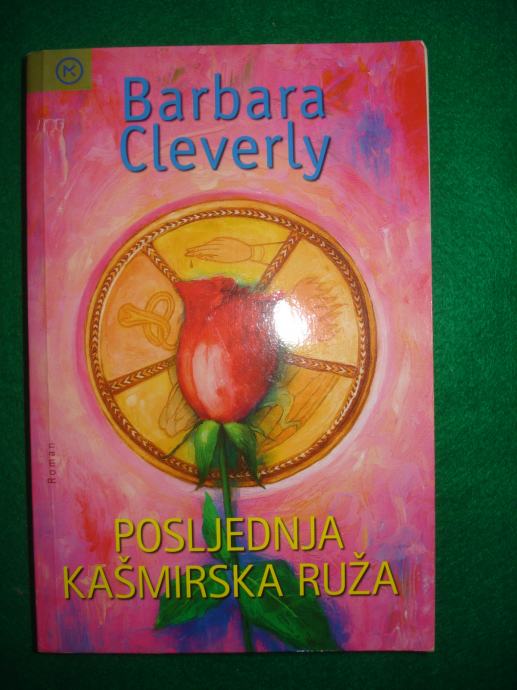 Barbara
Cleverly
Roman
POSLJEDNJA
KAŠMIRSKA RUŽA